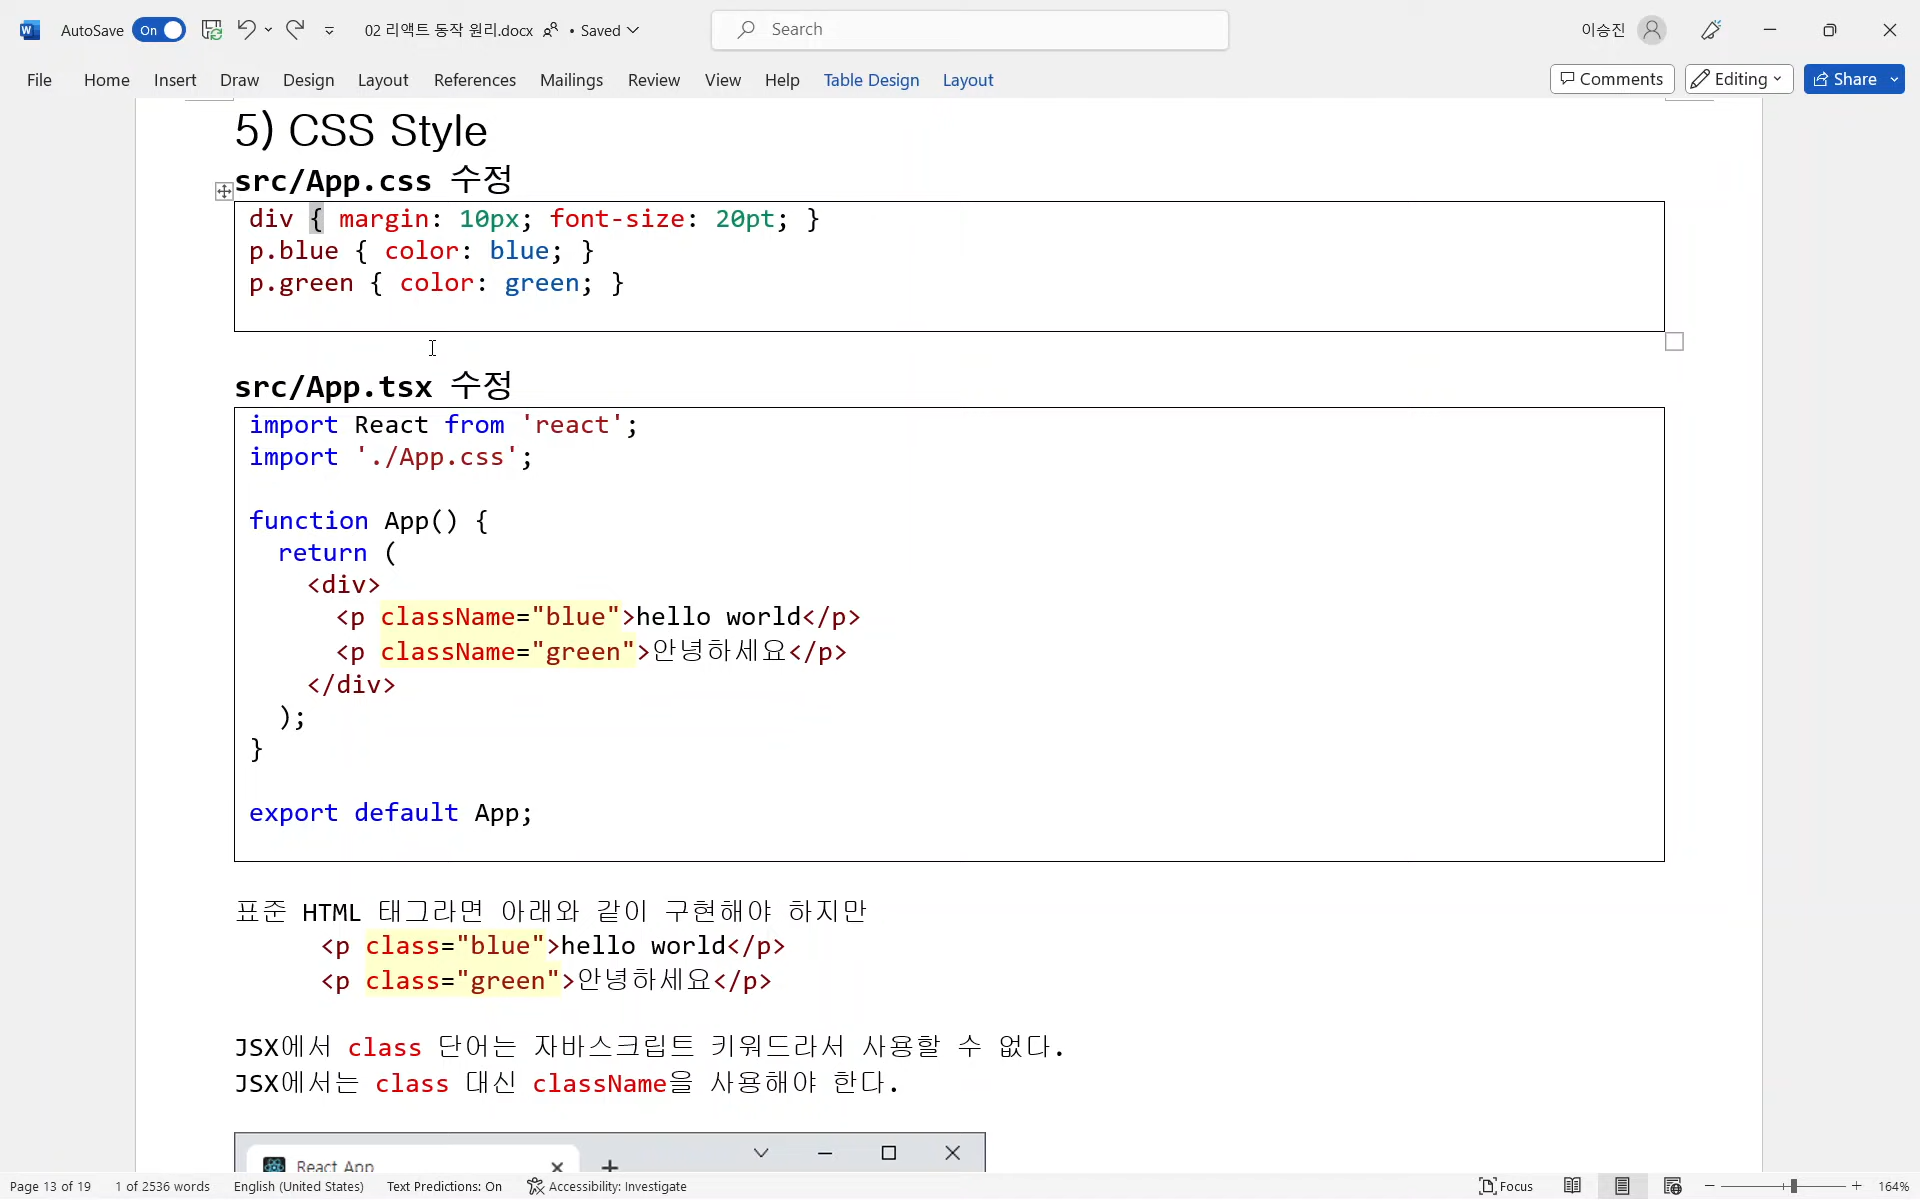 AutoSave On 02 리액트 동작 원리.docx • Saved Search 이승진
File Home Insert Draw Design Layout References Mailings Review View Help Table Design Layout Comments Editing Share
5) CSS Style
src/App.css 수정
div { margin: 10px; font-size: 20pt; }
p.blue { color: blue; }
p.green { color: green; }
src/App.tsx 수정
import React from 'react';
import './App.css';
function App() {
return (
<div>
<p className="blue">hello world</p>
<p className="green">안녕하세요</p>
</div>
);
}
export default App;
표준 HTML 태그라면 아래와 같이 구현해야 하지만
<p class="blue">hello world</p>
<p class="green">안녕하세요</p>
JSX에서 class 단어는 자바스크립트 키워드라서 사용할 수 없다.
JSX에서는 class 대신 className을 사용해야 한다.
React App
Page 13 of 19 1 of 2536 words English (United States) Text Predictions: On Accessibility: Investigate Focus 164%